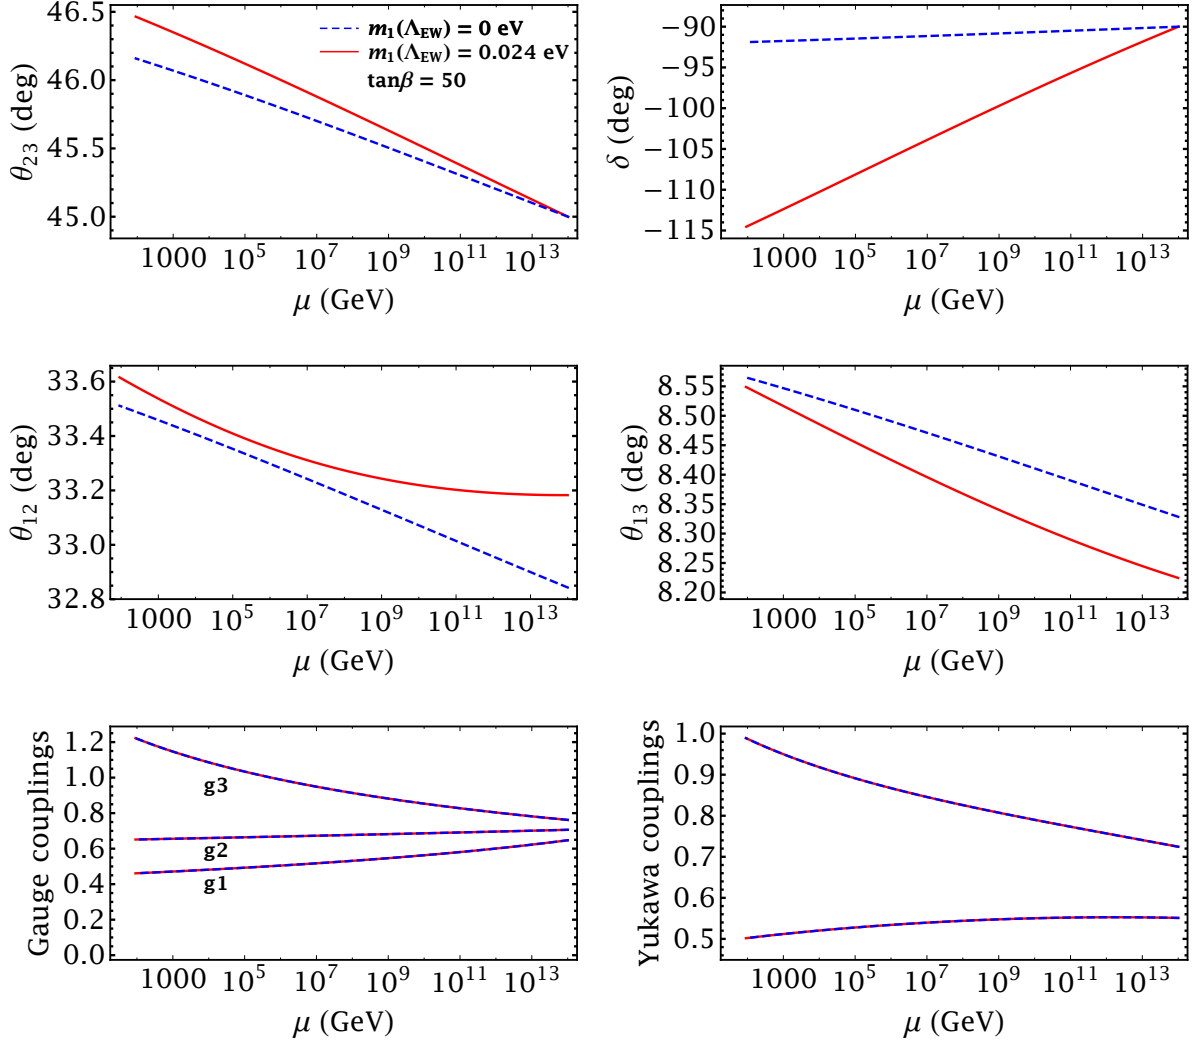 46.5
46.0
45.5
45.0
θ23 (deg)
m1(ΛEW) = 0 eV
m1(ΛEW) = 0.024 eV
tanβ = 50
1000 10^5 10^7 10^9 10^11 10^13
μ (GeV)
-90
-95
-100
-105
-110
-115
δ (deg)
1000 10^5 10^7 10^9 10^11 10^13
μ (GeV)
33.6
33.4
33.2
33.0
32.8
θ12 (deg)
1000 10^5 10^7 10^9 10^11 10^13
μ (GeV)
8.55
8.50
8.45
8.40
8.35
8.30
8.25
8.20
θ13 (deg)
1000 10^5 10^7 10^9 10^11 10^13
μ (GeV)
1.2
1.0
0.8
0.6
0.4
0.2
0.0
Gauge couplings
g3
g2
g1
1000 10^5 10^7 10^9 10^11 10^13
μ (GeV)
1.0
0.9
0.8
0.7
0.6
0.5
Yukawa couplings
1000 10^5 10^7 10^9 10^11 10^13
μ (GeV)